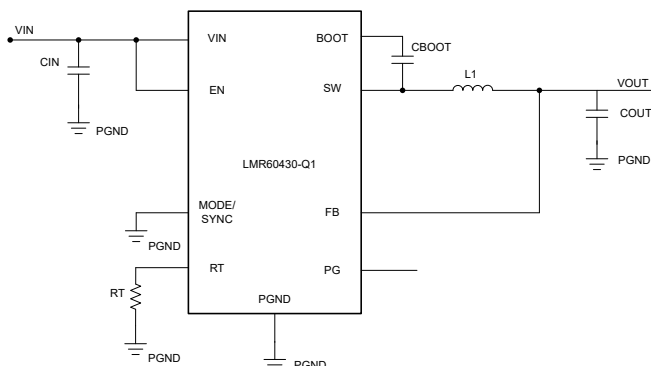 VIN
VIN
BOOT
CBOOT
CIN
L1
EN
SW
VOUT
COUT
PGND
PGND
LMR60430-Q1
MODE/
SYNC
FB
PGND
RT
PG
RT
PGND
PGND
PGND